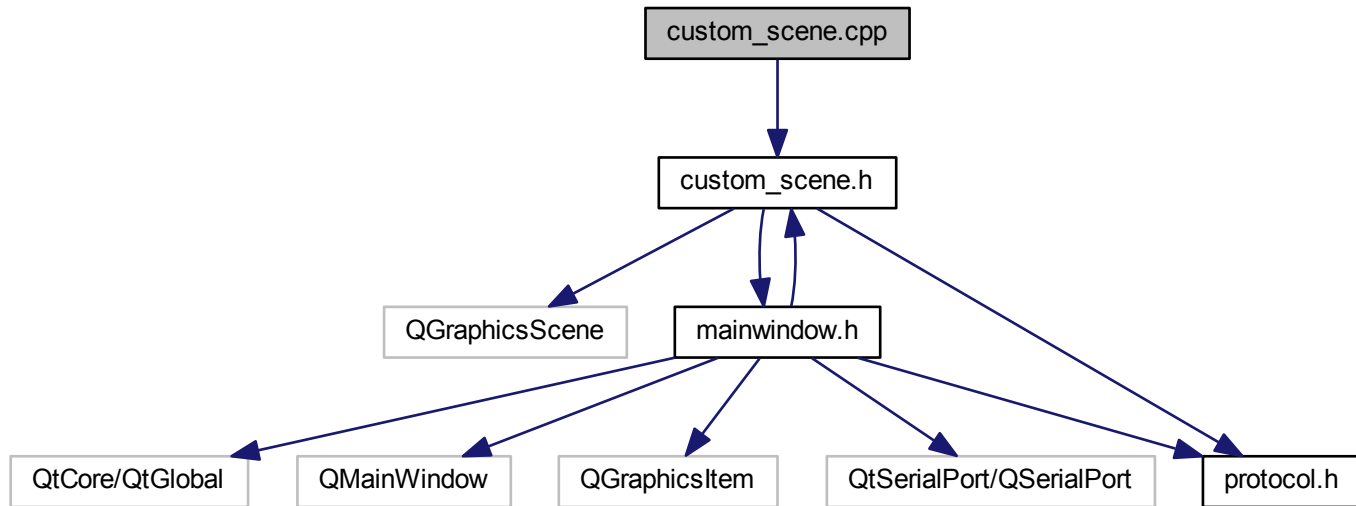 custom_scene.cpp
custom_scene.h
QGraphicsScene
mainwindow.h
QtCore/QtGlobal
QMainWindow
QGraphicsItem
QtSerialPort/QSerialPort
protocol.h